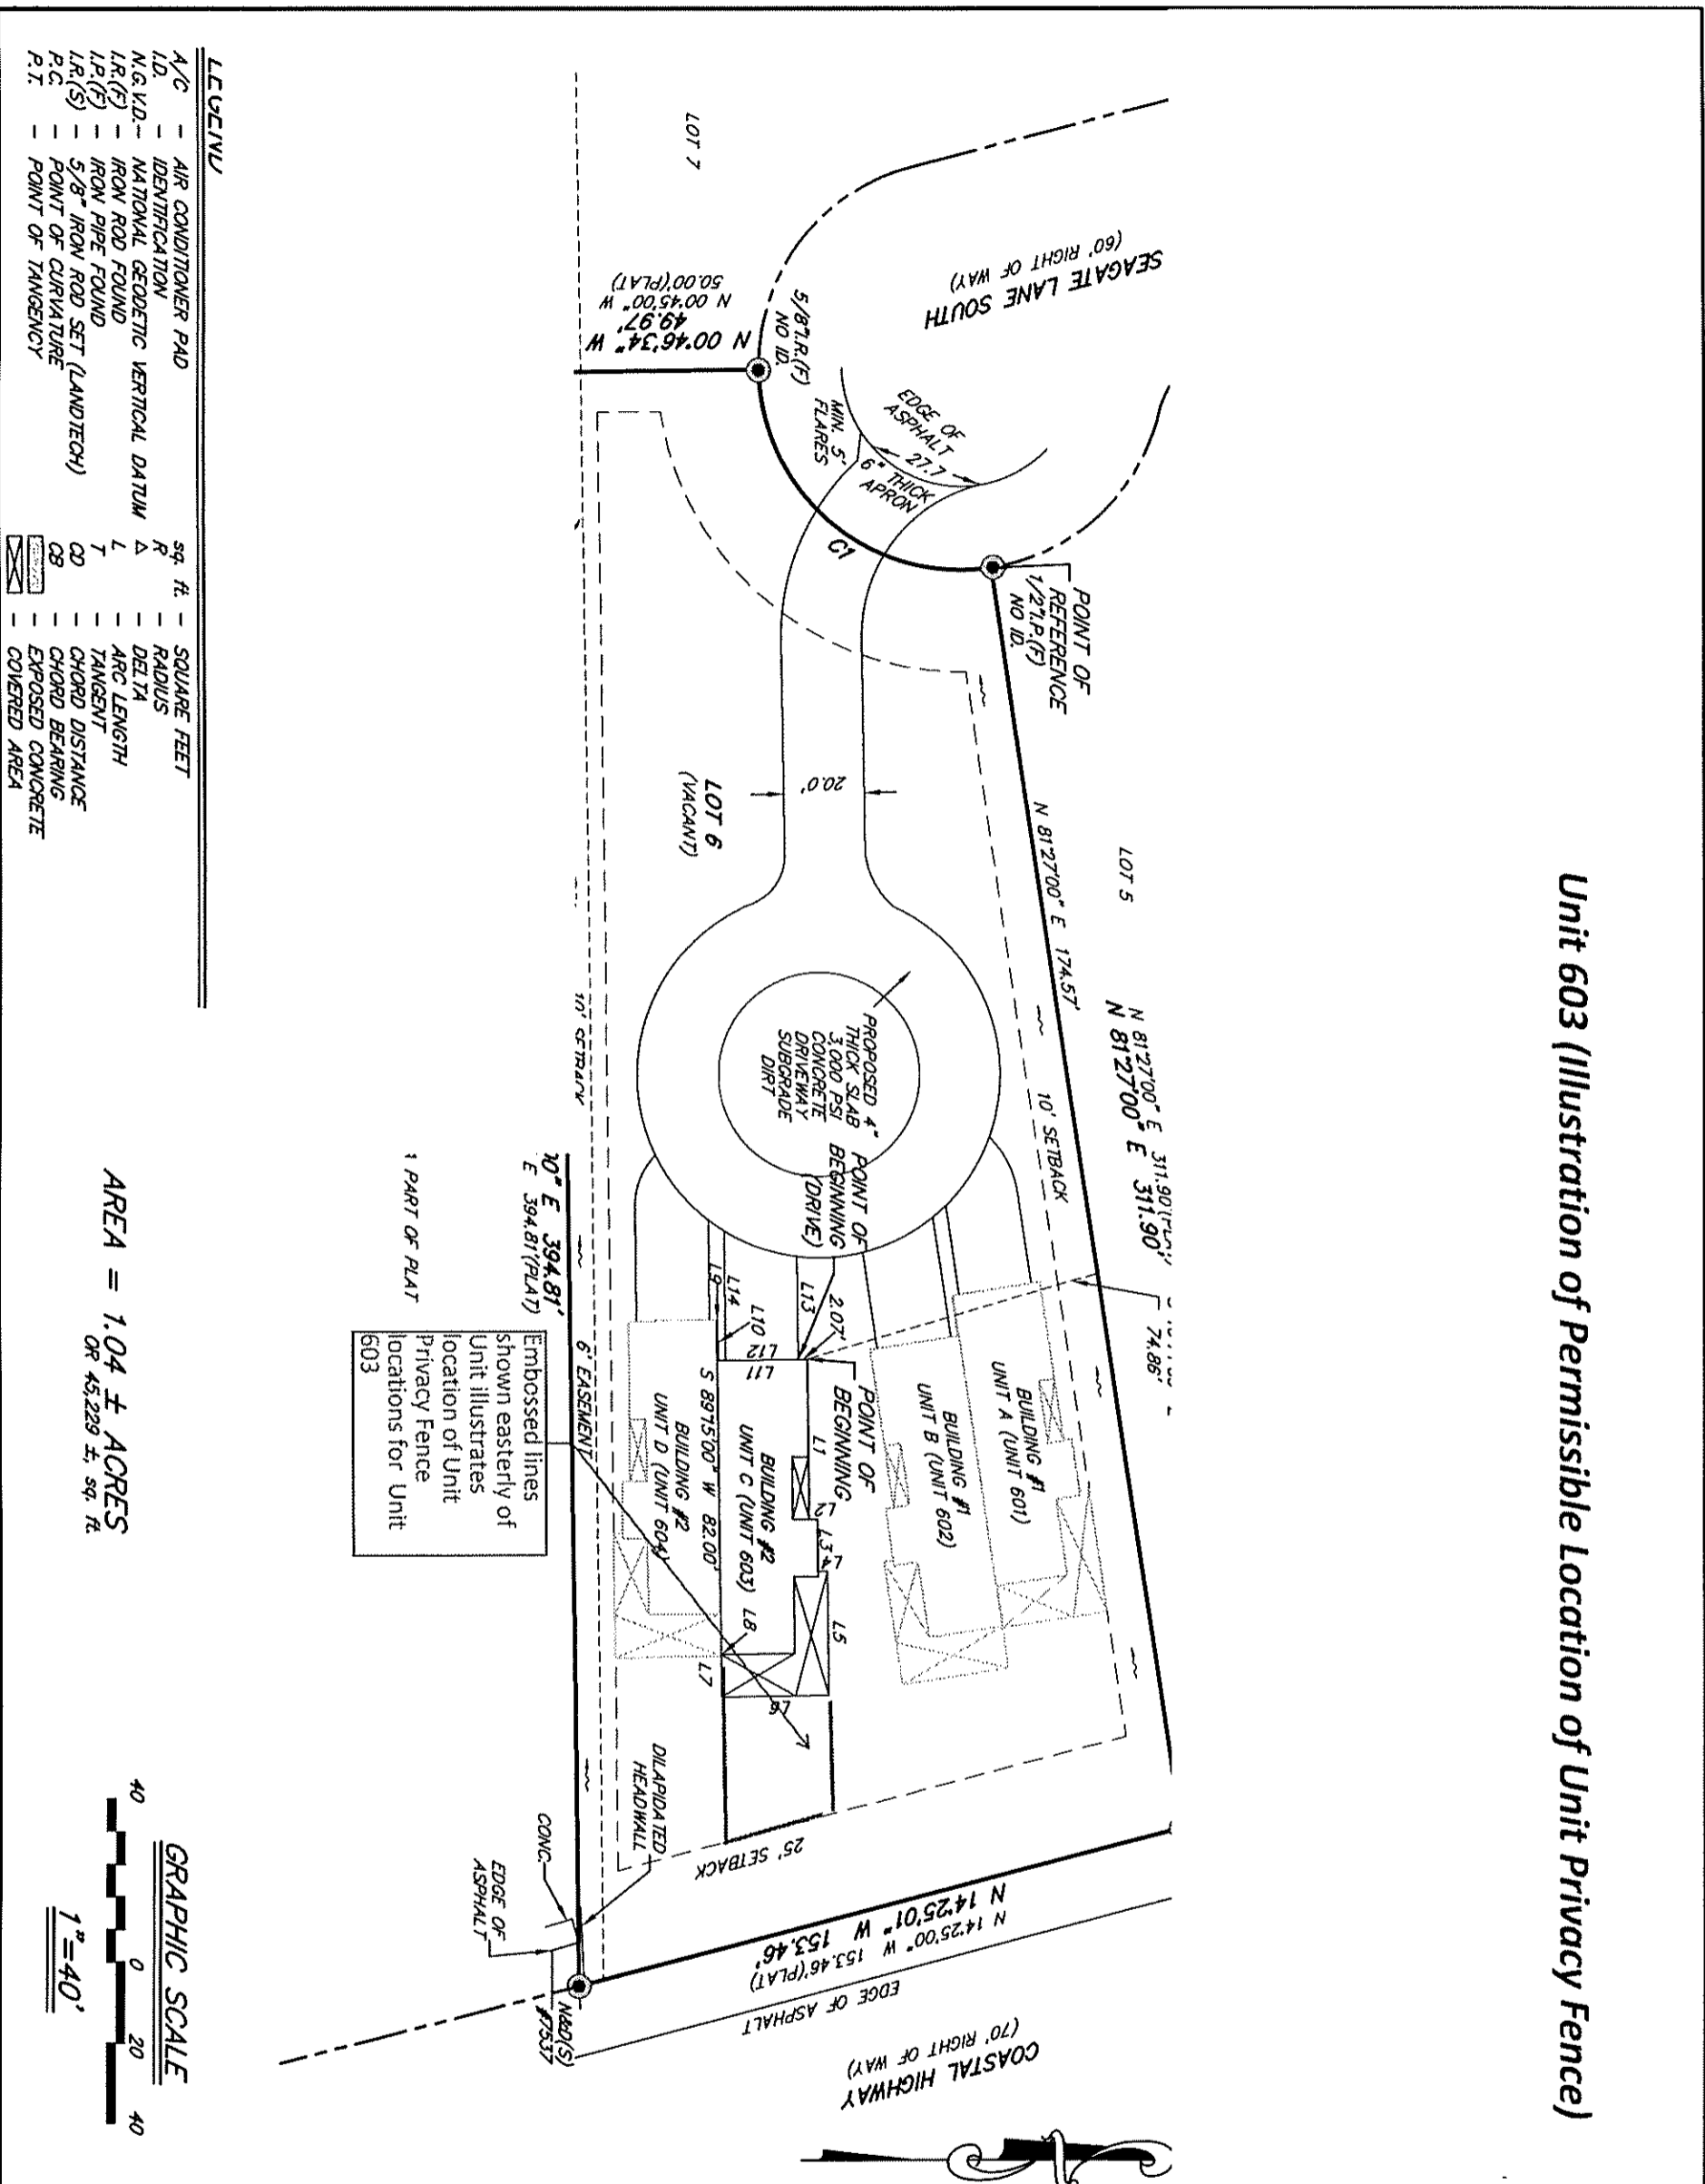 Unit 603 (Illustration of Permissible Location of Unit Privacy Fence)
SEAGATE LANE SOUTH
(60' RIGHT OF WAY)
LOT 7
LOT 5
EDGE OF
ASPHALT
27.7
6" THICK
APRON
MIN. 5'
FLARES
C1
5/8"I.R.(F)
NO ID.
N 00°46'34" W
49.97'
N 00°45'00" W
50.00'(PLAT)
POINT OF
REFERENCE
1/2"I.P.(F)
NO ID.
N 81°27'00" E 174.57'
N 81°27'00" E 311.90'
N 81°27'00" E 311.90'
10' SETBACK
74.86'
20.0'
LOT 6
(VACANT)
PROPOSED 4"
THICK SLAB
3,000 PSI
CONCRETE
DRIVEWAY
SUBGRADE
DIRT
POINT OF
BEGINNING
(DRIVE)
L13
2.07'
L14
L9
L10
L12
L11
POINT OF
BEGINNING
L1
L2
L3
L4
L5
L6
L7
L8
BUILDING #1
UNIT A (UNIT 601)
BUILDING #1
UNIT B (UNIT 602)
BUILDING #2
UNIT C (UNIT 603)
S 89°15'00" W 82.00'
BUILDING #2
UNIT D (UNIT 604)
10' SETBACK
6' EASEMENT
0" E 394.81'
E 394.81'(PLAT)
PART OF PLAT
Embossed lines
shown easterly of
Unit illustrates
location of Unit
Privacy Fence
locations for Unit
603
25' SETBACK
DILAPIDATED
HEADWALL
CONC.
EDGE OF
ASPHALT
N&D(S)
#7537
N 14°25'01" W 153.46'
N 14°25'00" W 153.46'(PLAT)
EDGE OF ASPHALT
COASTAL HIGHWAY
(70' RIGHT OF WAY)
LEGEND
A/C - AIR CONDITIONER PAD
I.D. - IDENTIFICATION
N.G.V.D.- NATIONAL GEODETIC VERTICAL DATUM
I.R.(F) - IRON ROD FOUND
I.P.(F) - IRON PIPE FOUND
I.R.(S) - 5/8" IRON ROD SET (LANDTECH)
P.C. - POINT OF CURVATURE
P.T. - POINT OF TANGENCY
sq. ft. - SQUARE FEET
R - RADIUS
Δ - DELTA
L - ARC LENGTH
T - TANGENT
CD - CHORD DISTANCE
CB - CHORD BEARING
- EXPOSED CONCRETE
- COVERED AREA
AREA = 1.04 ± ACRES
OR 45,229 ±, sq. ft.
GRAPHIC SCALE
40 0 20 40
1"=40'